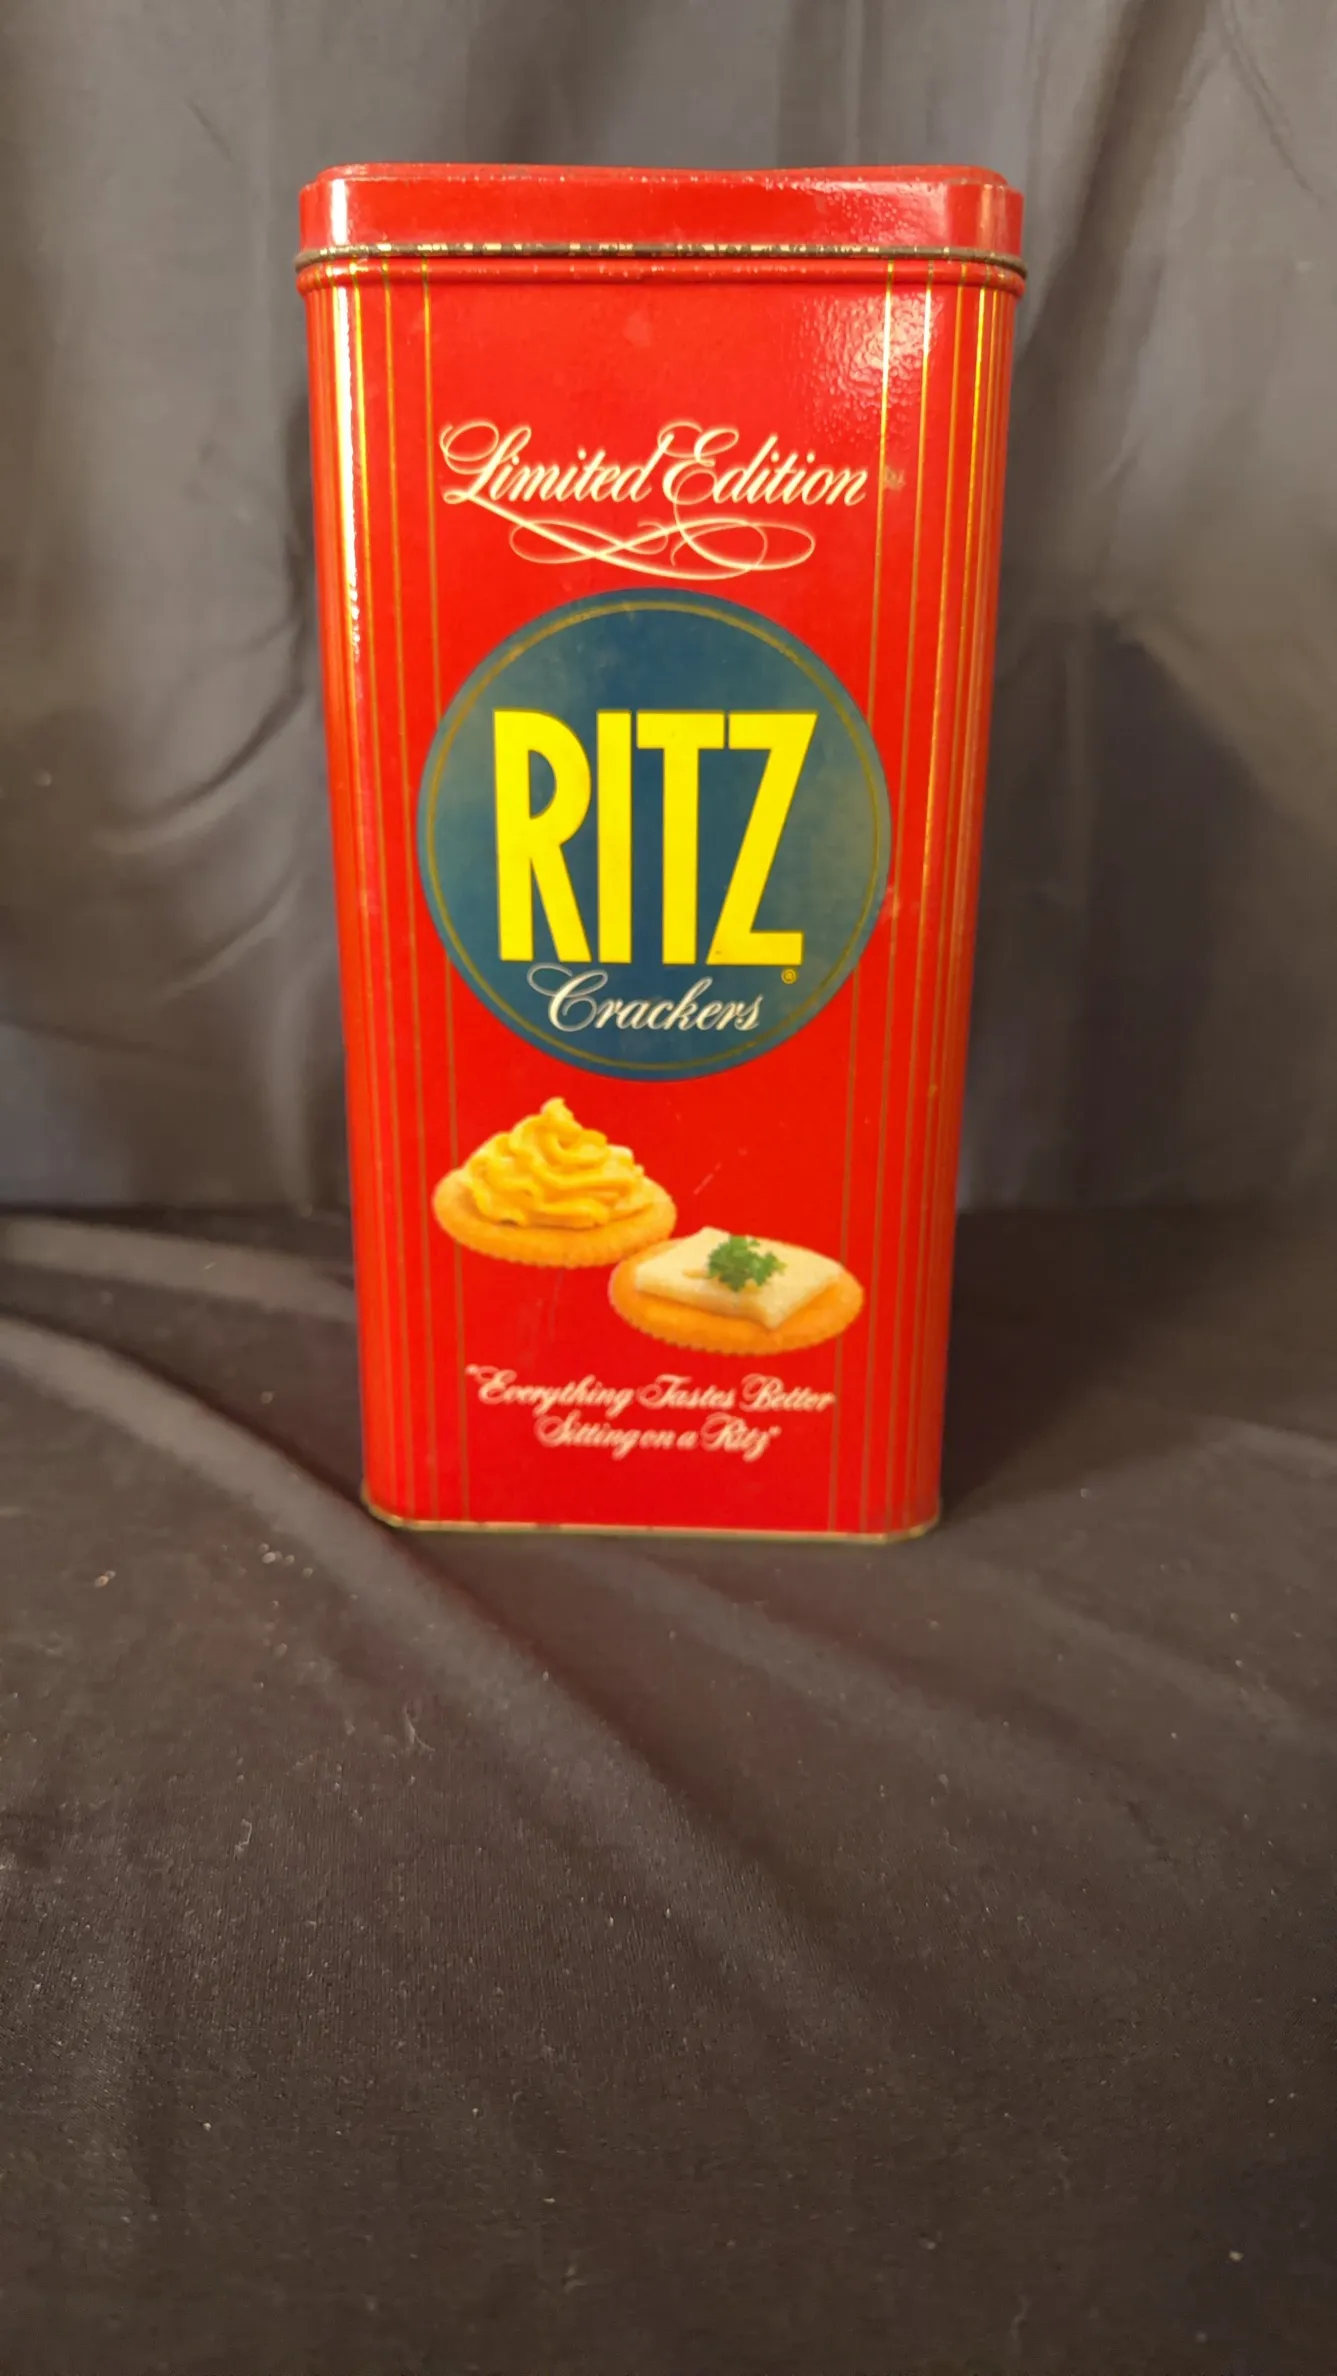 Limited Edition
RITZ®
Crackers
"Everything Tastes Better
Sitting on a Ritz"